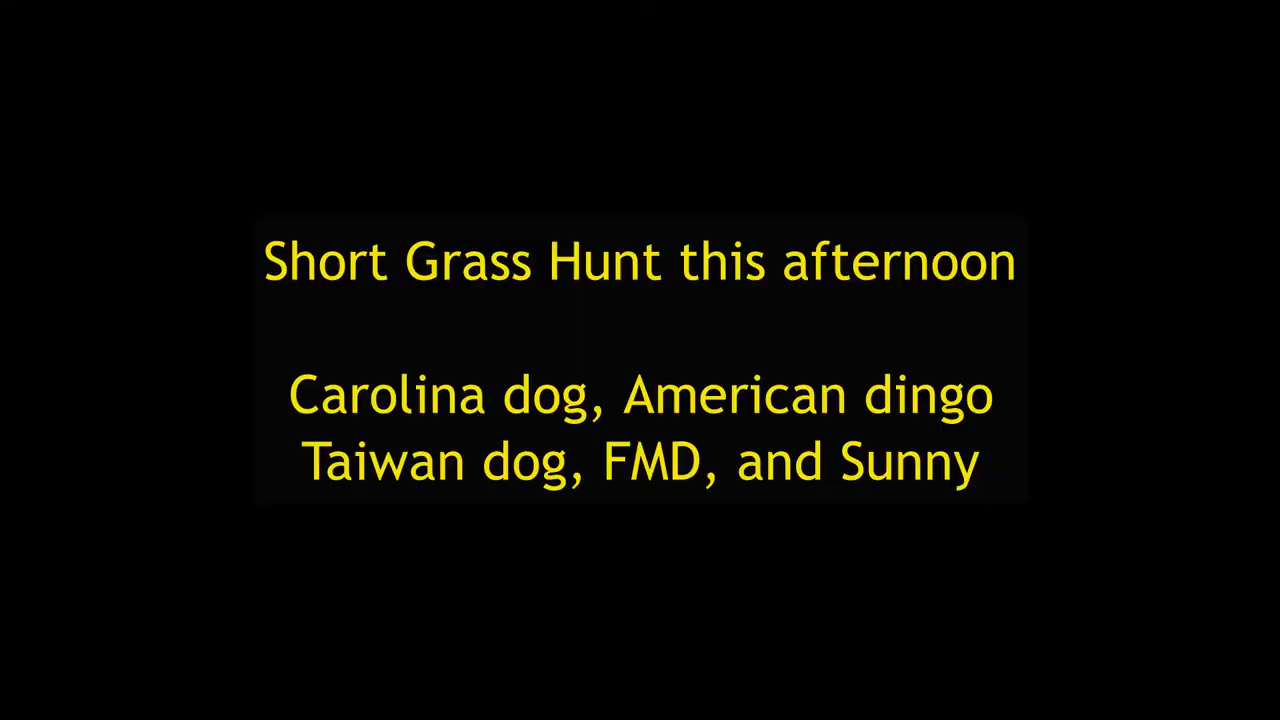 Short Grass Hunt this afternoon
Carolina dog, American dingo
Taiwan dog, FMD, and Sunny